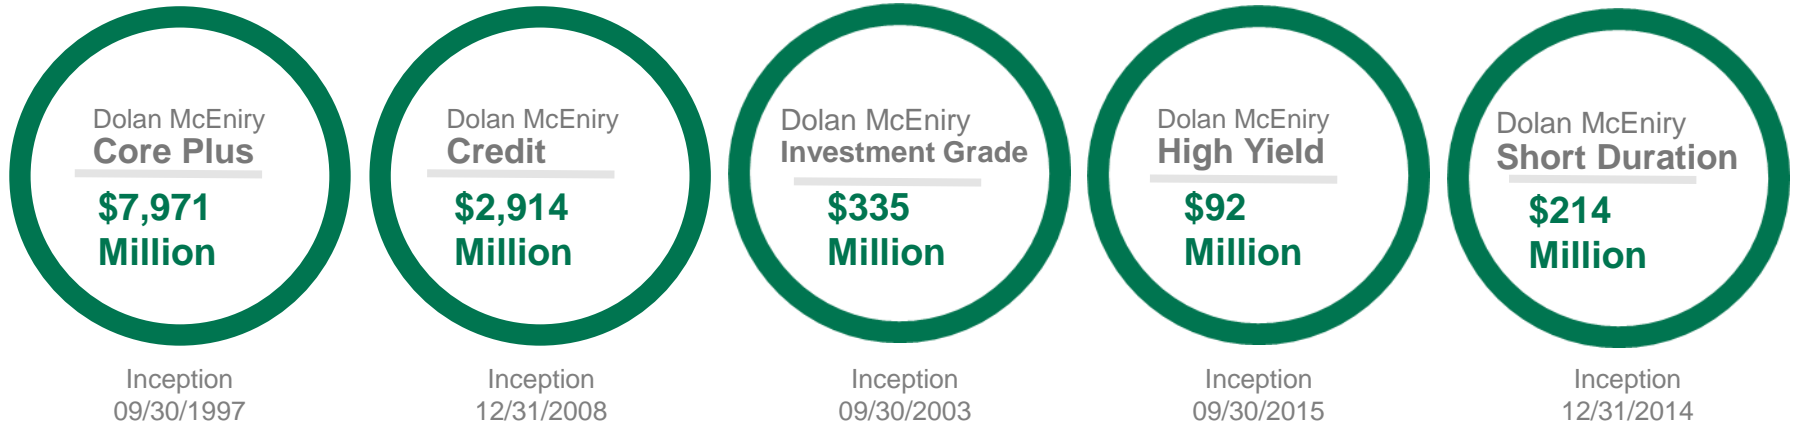 Dolan McEniry
Core Plus
$7,971
Million
Inception
09/30/1997
Dolan McEniry
Credit
$2,914
Million
Inception
12/31/2008
Dolan McEniry
Investment Grade
$335
Million
Inception
09/30/2003
Dolan McEniry
High Yield
$92
Million
Inception
09/30/2015
Dolan McEniry
Short Duration
$214
Million
Inception
12/31/2014